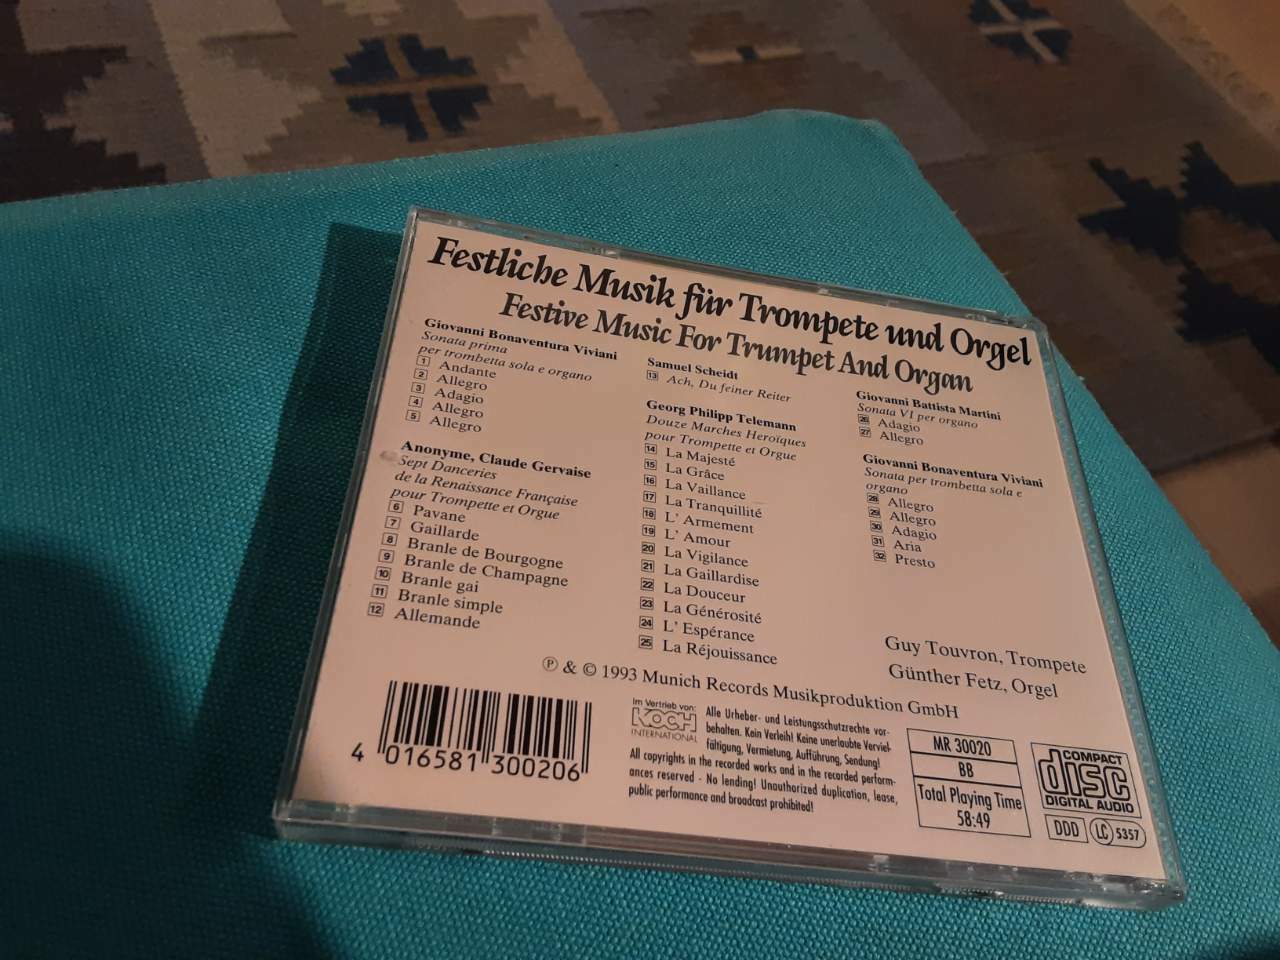 Festliche Musik für Trompete und Orgel
Festive Music For Trumpet And Organ
Giovanni Bonaventura Viviani
Sonata prima
per trombetta sola e organo
1 Andante
2 Allegro
3 Adagio
4 Allegro
5 Allegro
Anonyme, Claude Gervaise
Sept Danceries
de la Renaissance Française
pour Trompette et Orgue
6 Pavane
7 Gaillarde
8 Branle de Bourgogne
9 Branle de Champagne
10 Branle gai
11 Branle simple
12 Allemande
Samuel Scheidt
13 Ach, Du feiner Reiter
Georg Philipp Telemann
Douze Marches Heroïques
pour Trompette et Orgue
14 La Majesté
15 La Grâce
16 La Vaillance
17 La Tranquillité
18 L' Armement
19 L' Amour
20 La Vigilance
21 La Gaillardise
22 La Douceur
23 La Générosité
24 L' Espérance
25 La Réjouissance
Giovanni Battista Martini
Sonata VI per organo
26 Adagio
27 Allegro
Giovanni Bonaventura Viviani
Sonata per trombetta sola e
organo
28 Allegro
29 Allegro
30 Adagio
31 Aria
32 Presto
Guy Touvron, Trompete
Günther Fetz, Orgel
℗ & © 1993 Munich Records Musikproduktion GmbH
4 016581 300206
Im Vertrieb von:
KOCH
INTERNATIONAL
Alle Urheber- und Leistungsschutzrechte vor-
behalten. Kein Verleih! Keine unerlaubte Verviel-
fältigung, Vermietung, Aufführung, Sendung!
All copyrights in the recorded works and in the recorded perform-
ances reserved - No lending! Unauthorized duplication, lease,
public performance and broadcast prohibited!
MR 30020
BB
Total Playing Time
58:49
COMPACT
disc
DIGITAL AUDIO
DDD LC 5357